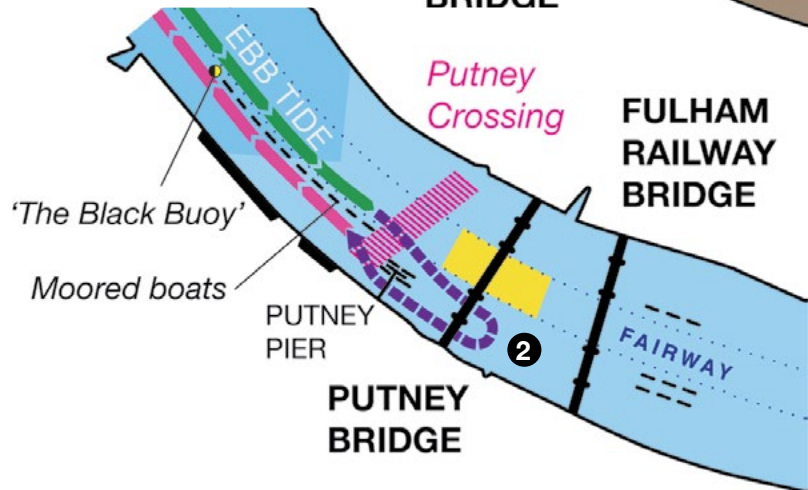 BRIDGE
EBB TIDE
Putney
Crossing
FULHAM
RAILWAY
BRIDGE
'The Black Buoy'
Moored boats
PUTNEY
PIER
2
FAIRWAY
PUTNEY
BRIDGE